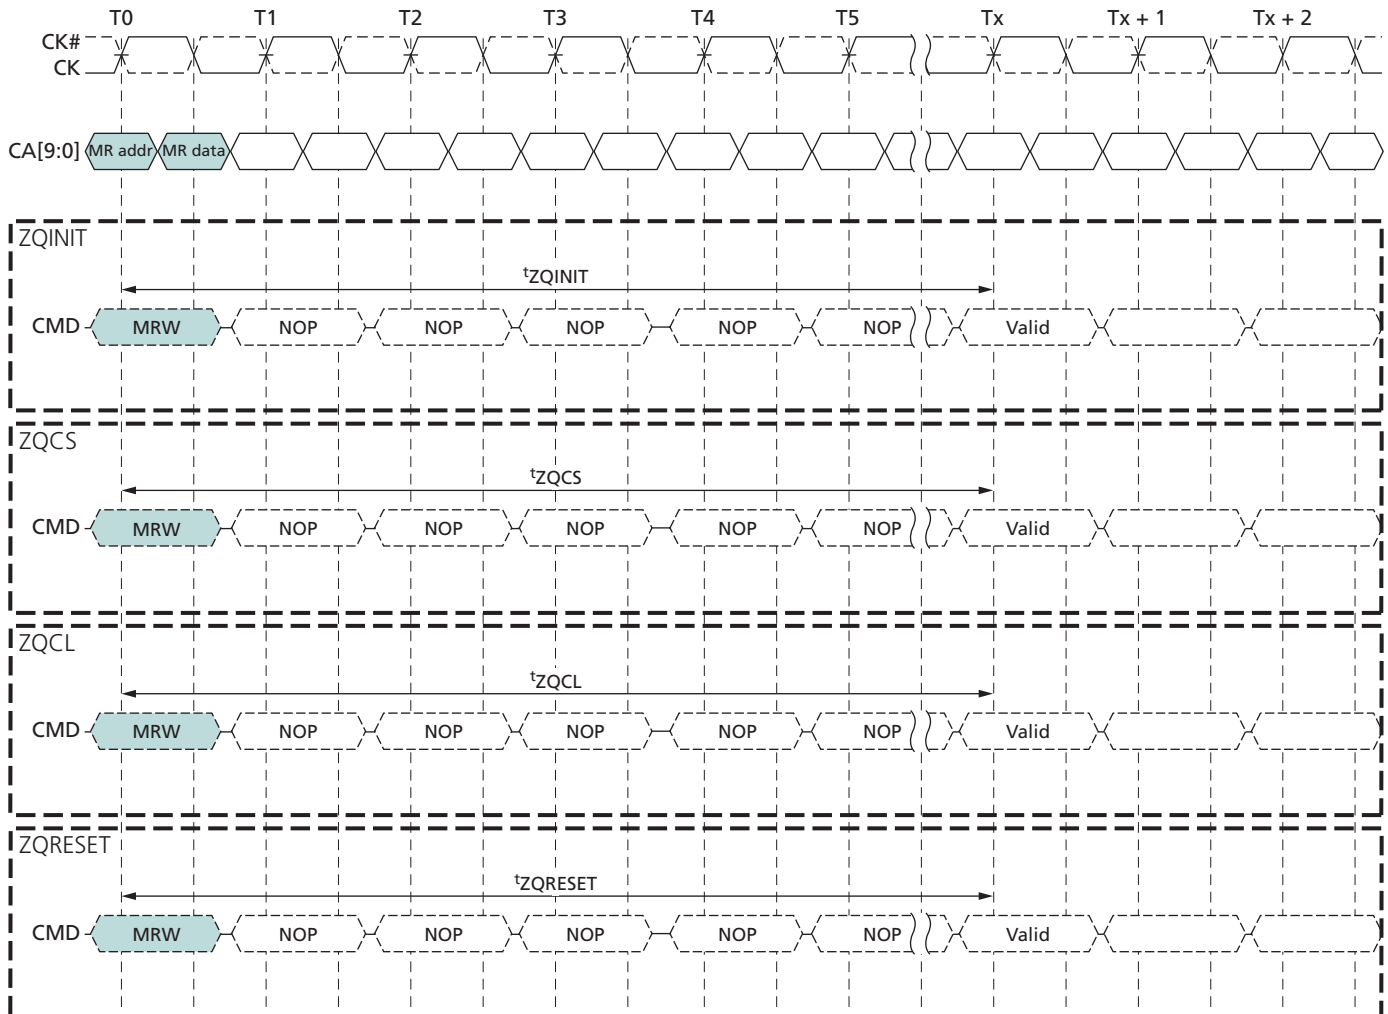 T0 T1 T2 T3 T4 T5 Tx Tx + 1 Tx + 2
CK#
CK
CA[9:0] MR addr MR data
ZQINIT
tZQINIT
CMD MRW NOP NOP NOP NOP NOP Valid
ZQCS
tZQCS
CMD MRW NOP NOP NOP NOP NOP Valid
ZQCL
tZQCL
CMD MRW NOP NOP NOP NOP NOP Valid
ZQRESET
tZQRESET
CMD MRW NOP NOP NOP NOP NOP Valid